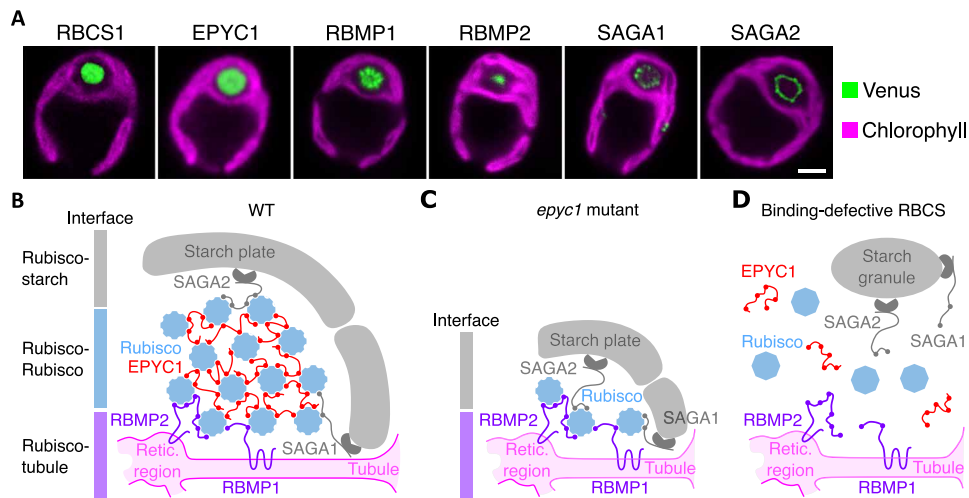 A
RBCS1
EPYC1
RBMP1
RBMP2
SAGA1
SAGA2
Venus
Chlorophyll
B
WT
Interface
Rubisco-
starch
Rubisco-
Rubisco
Rubisco-
tubule
Starch plate
SAGA2
Rubisco
EPYC1
RBMP2
SAGA1
Retic.
region
Tubule
RBMP1
C
epyc1 mutant
Interface
Starch plate
SAGA2
Rubisco
RBMP2
SAGA1
Retic.
region
Tubule
RBMP1
D
Binding-defective RBCS
EPYC1
Starch
granule
SAGA2
SAGA1
Rubisco
RBMP2
Retic.
region
Tubule
RBMP1